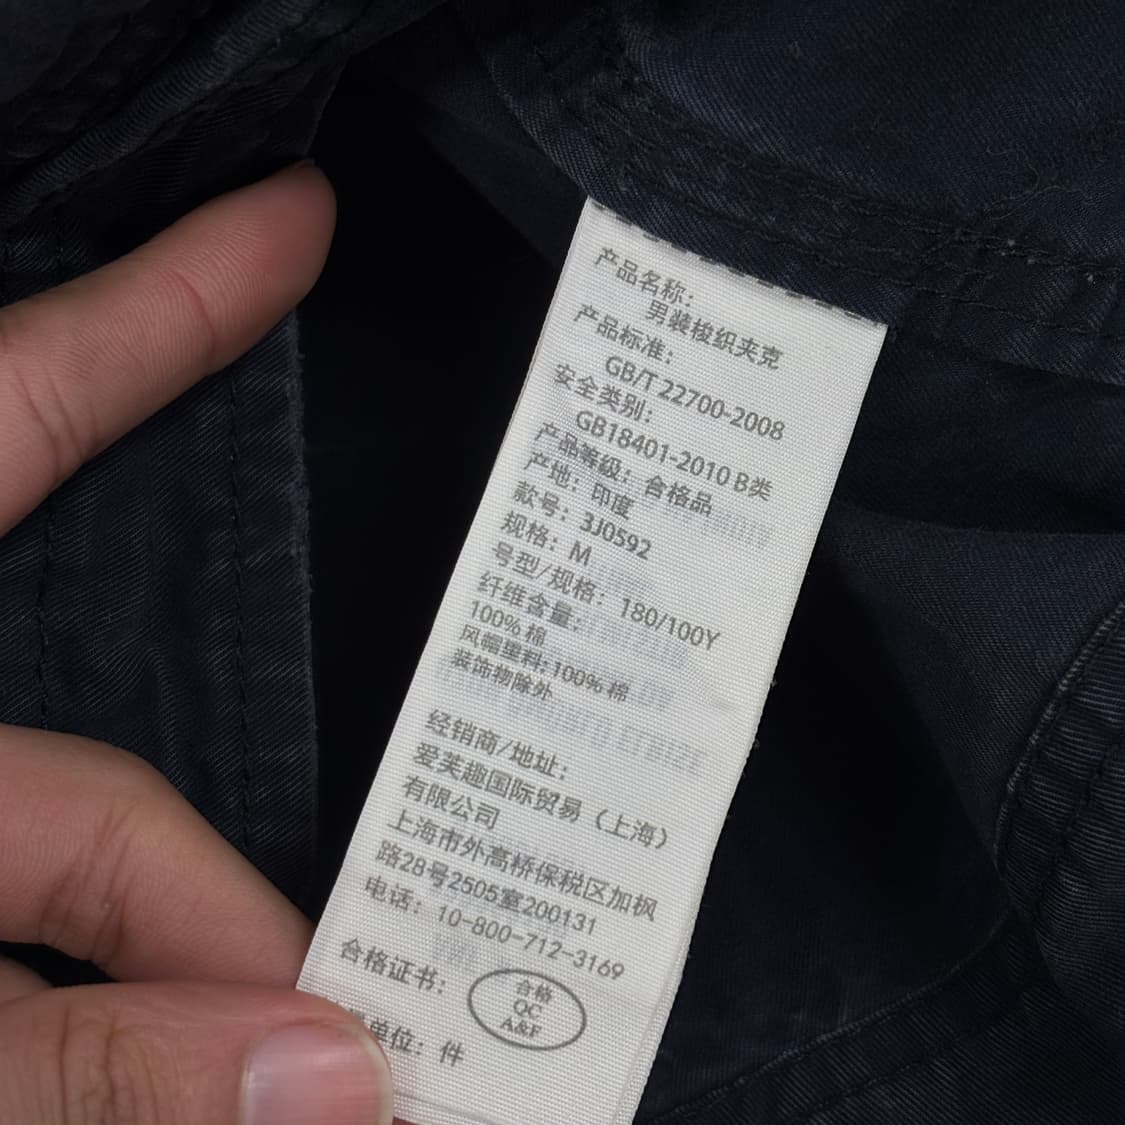 产品名称：
男装梭织夹克
产品标准：
GB/T 22700-2008
安全类别：
GB18401-2010 B类
产品等级：合格品
产地：印度
款号：3J0592
规格：M
号型/规格：180/100Y
纤维含量：
100% 棉
风帽里料：100% 棉
装饰物除外
经销商/地址：
爱芙趣国际贸易（上海）
有限公司
上海市外高桥保税区加枫
路28号2505室200131
电话：10-800-712-3169
合格证书：
合格
QC
A&F
单位：件